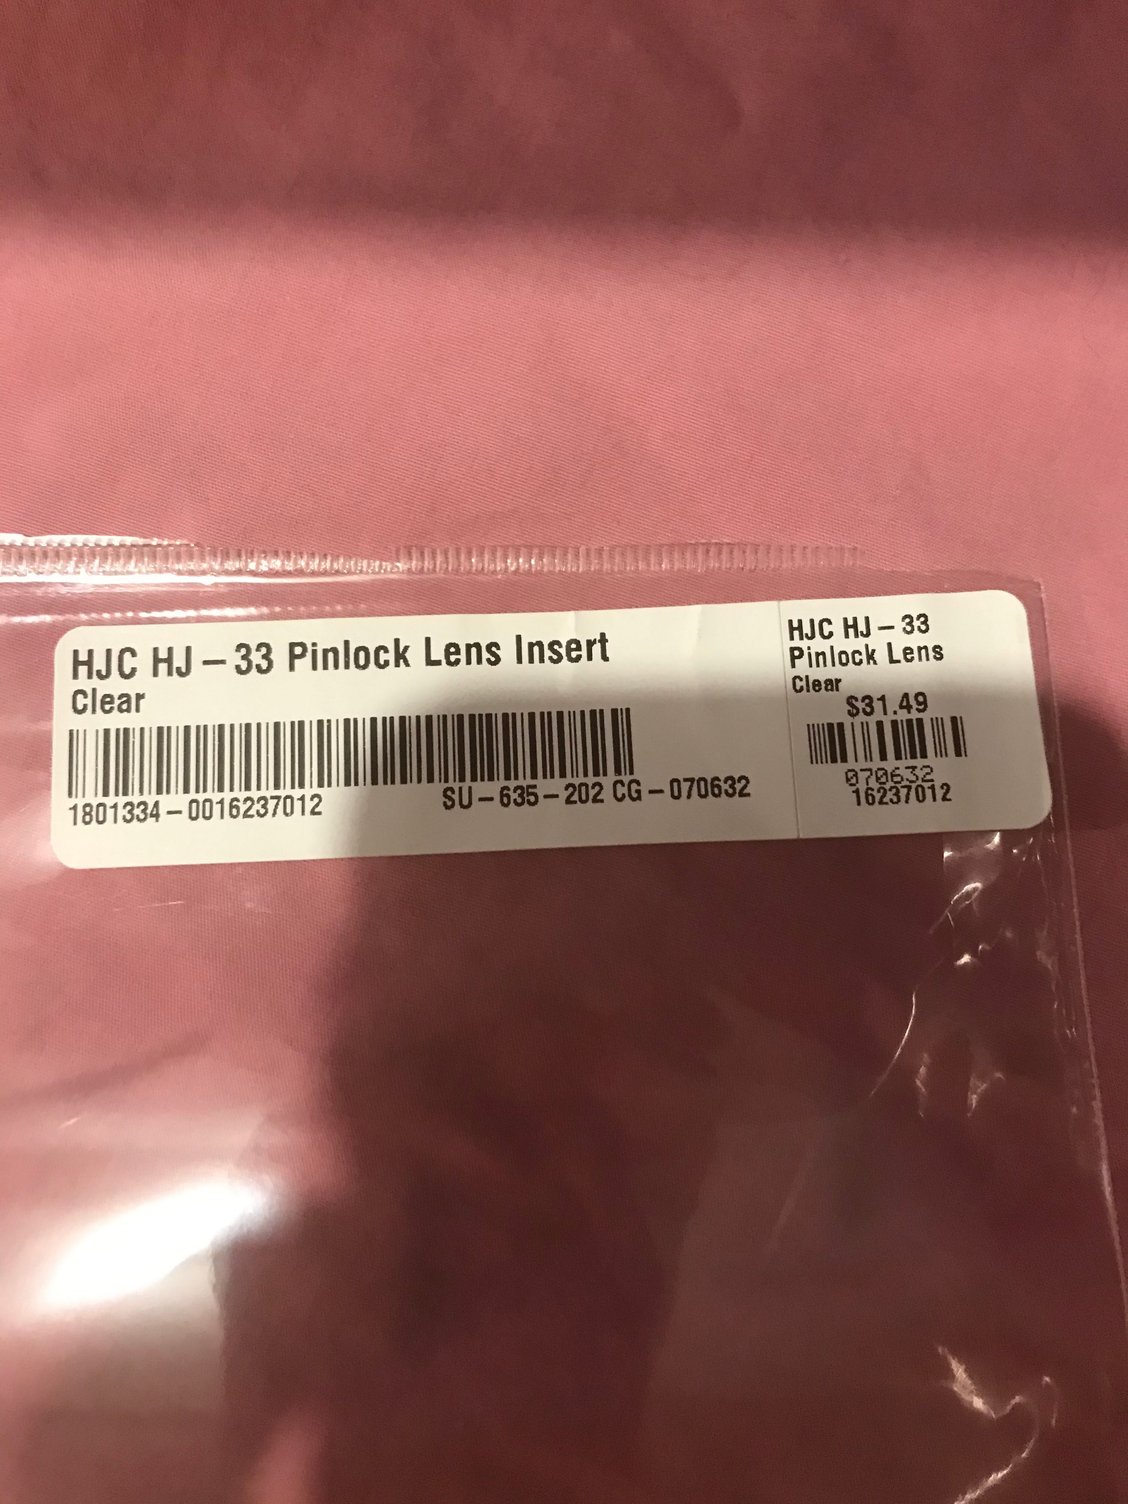 HJC HJ – 33 Pinlock Lens Insert
Clear
1801334 – 0016237012
SU – 635 – 202 CG – 070632
HJC HJ – 33
Pinlock Lens
Clear
$31.49
070632
16237012